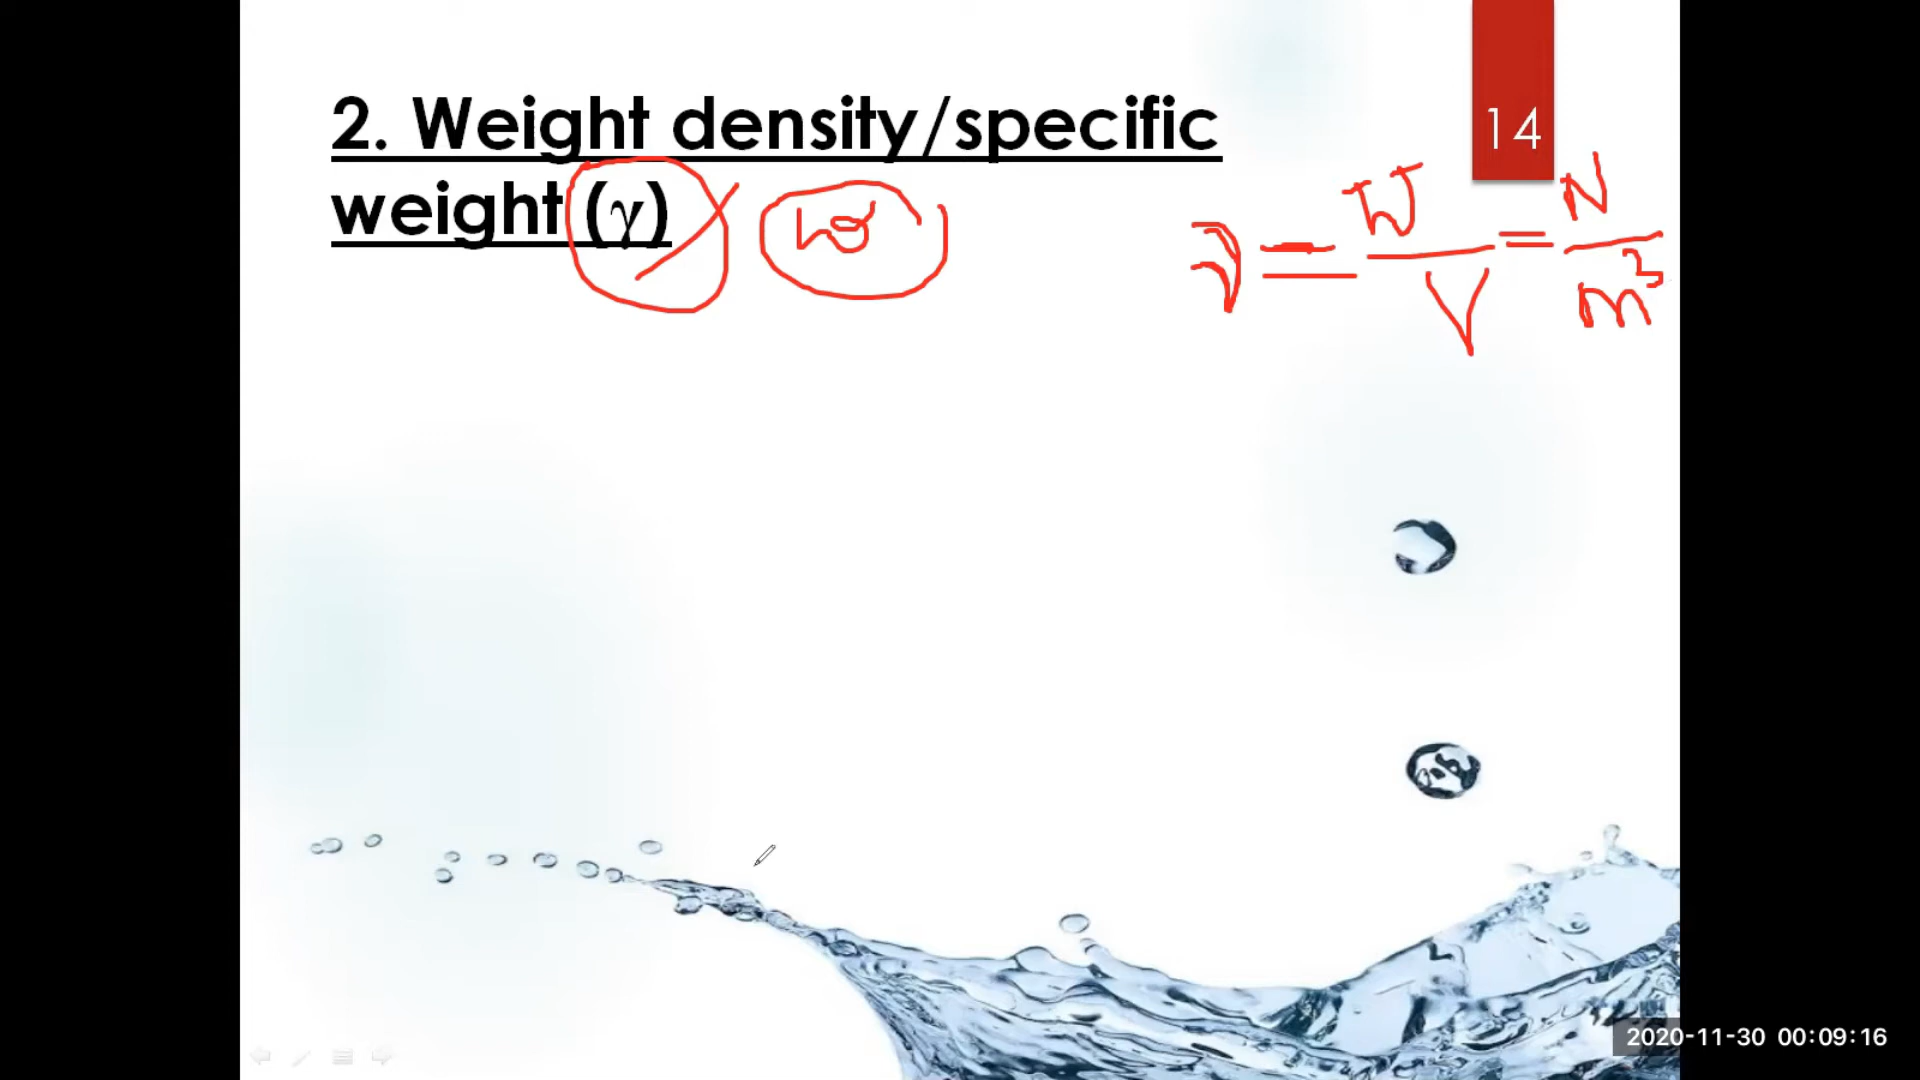 2. Weight density/specific
weight (γ)
14
w
γ = W/V = N/m³
2020-11-30 00:09:16